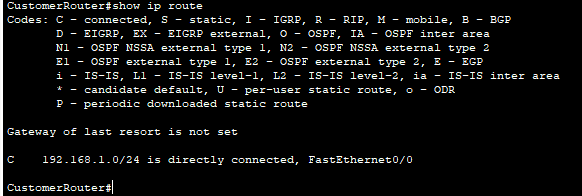 CustomerRouter#show ip route
Codes: C - connected, S - static, I - IGRP, R - RIP, M - mobile, B - BGP
       D - EIGRP, EX - EIGRP external, O - OSPF, IA - OSPF inter area
       N1 - OSPF NSSA external type 1, N2 - OSPF NSSA external type 2
       E1 - OSPF external type 1, E2 - OSPF external type 2, E - EGP
       i - IS-IS, L1 - IS-IS level-1, L2 - IS-IS level-2, ia - IS-IS inter area
       * - candidate default, U - per-user static route, o - ODR
       P - periodic downloaded static route
Gateway of last resort is not set
C    192.168.1.0/24 is directly connected, FastEthernet0/0
CustomerRouter#